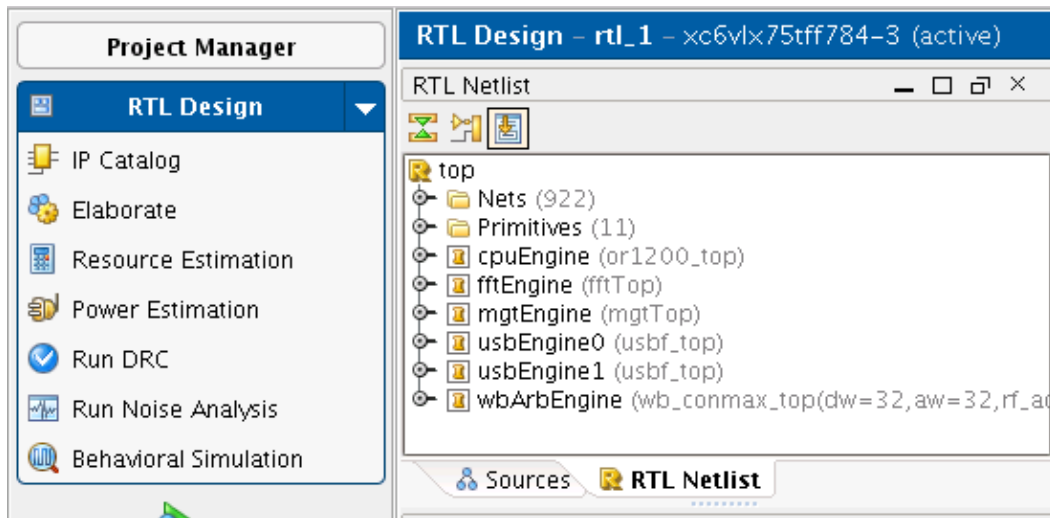 Project Manager
RTL Design
IP Catalog
Elaborate
Resource Estimation
Power Estimation
Run DRC
Run Noise Analysis
Behavioral Simulation
RTL Design – rtl_1 – xc6vlx75tff784–3 (active)
RTL Netlist
top
Nets (922)
Primitives (11)
cpuEngine (or1200_top)
fftEngine (fftTop)
mgtEngine (mgtTop)
usbEngine0 (usbf_top)
usbEngine1 (usbf_top)
wbArbEngine (wb_conmax_top(dw=32,aw=32,rf_ad
Sources
RTL Netlist